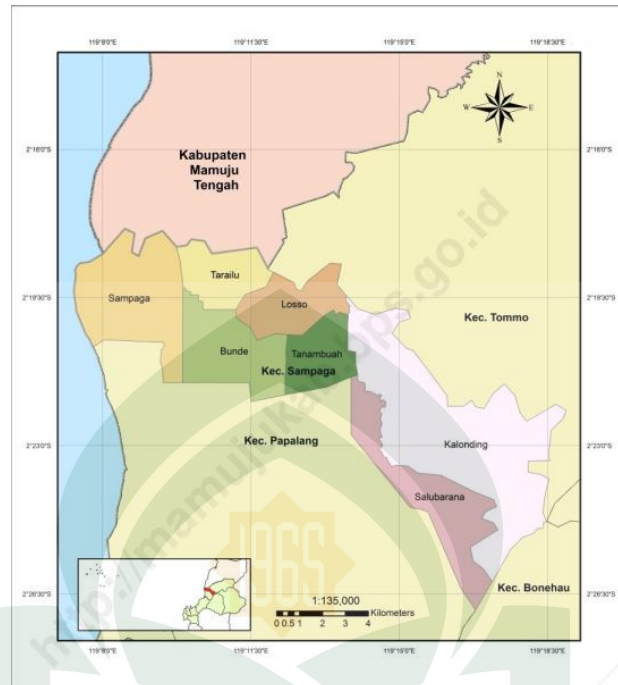 119°8'0"E 119°11'30"E 119°15'0"E 119°18'30"E
Kabupaten
Mamuju
Tengah
N
W E
S
2°16'0"S 2°16'0"S
Tarailu
Sampaga
Losso
2°19'30"S 2°19'30"S
Kec. Tommo
Bunde
Tanambuah
Kec. Sampaga
Kec. Papalang
Kalonding
2°23'0"S 2°23'0"S
Salubarana
1965
Kec. Bonehau
1:135,000
Kilometers
0 0.5 1 2 3 4
2°26'30"S 2°26'30"S
119°8'0"E 119°11'30"E 119°15'0"E 119°18'30"E
http://mamujukab.bps.go.id